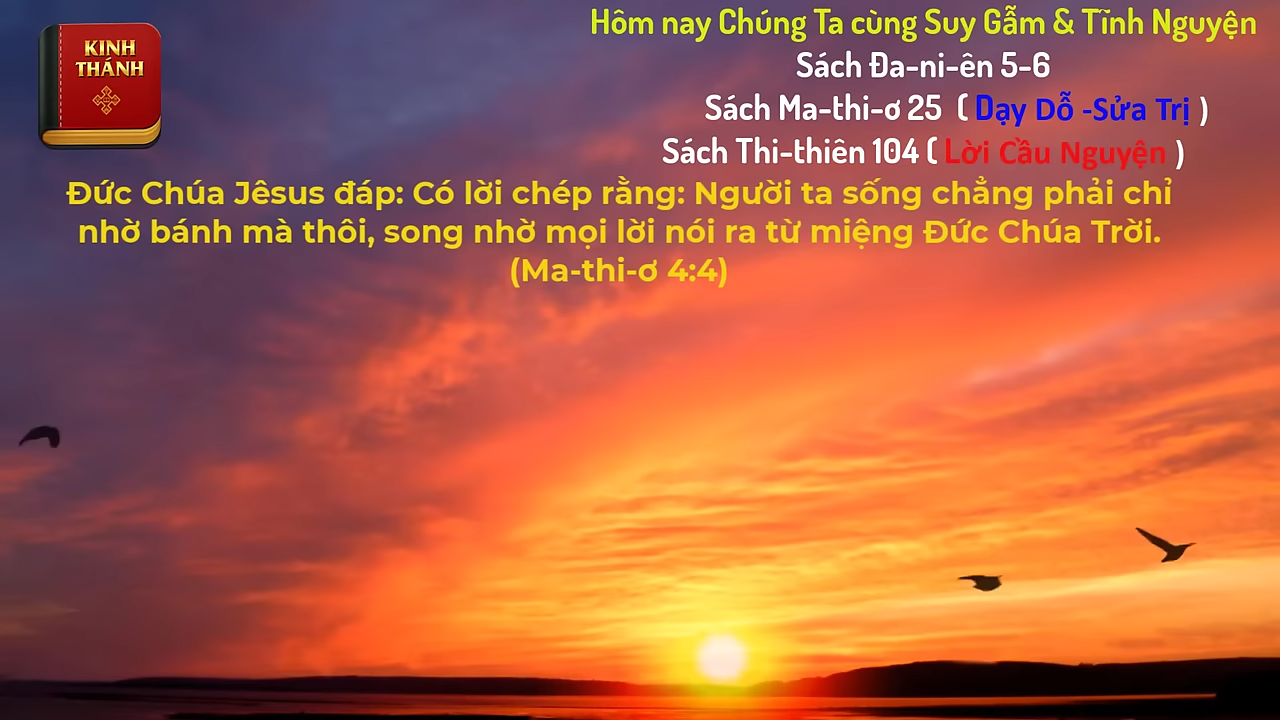 KINH
THÁNH
Hôm nay Chúng Ta cùng Suy Gẫm & Tĩnh Nguyện
Sách Đa-ni-ên 5-6
Sách Ma-thi-ơ 25 ( Dạy Dỗ -Sửa Trị )
Sách Thi-thiên 104 ( Lời Cầu Nguyện )
Đức Chúa Jêsus đáp: Có lời chép rằng: Người ta sống chẳng phải chỉ
nhờ bánh mà thôi, song nhờ mọi lời nói ra từ miệng Đức Chúa Trời.
(Ma-thi-ơ 4:4)